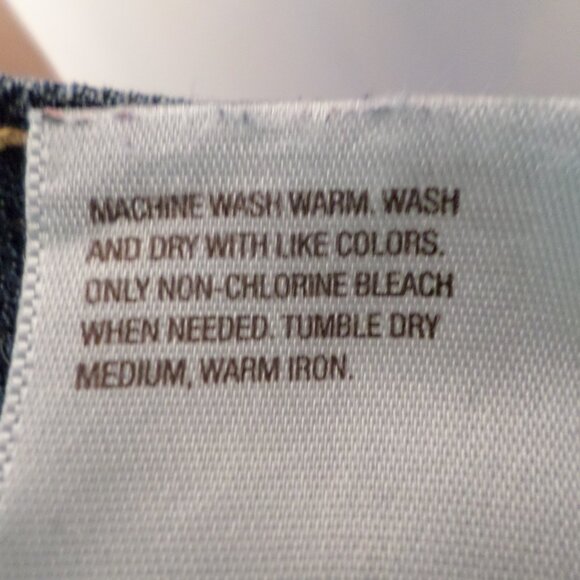 MACHINE WASH WARM. WASH
AND DRY WITH LIKE COLORS.
ONLY NON-CHLORINE BLEACH
WHEN NEEDED. TUMBLE DRY
MEDIUM, WARM IRON.